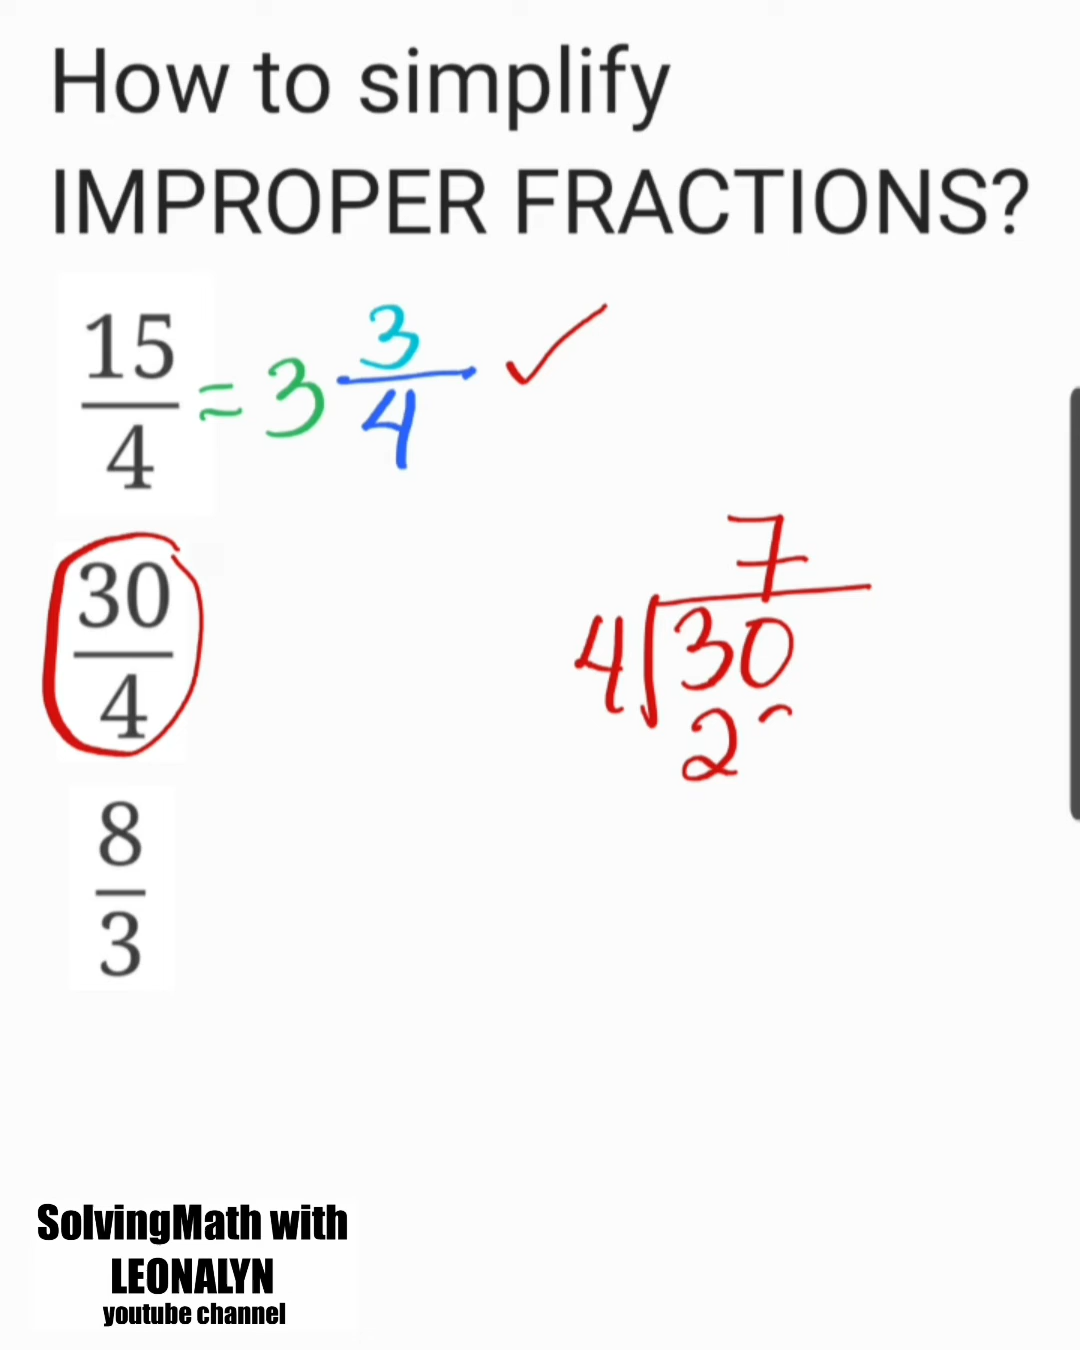 How to simplify
IMPROPER FRACTIONS?
15/4 = 3 3/4 ✓
30/4
7
4 30
2
8/3
SolvingMath with
LEONALYN
youtube channel